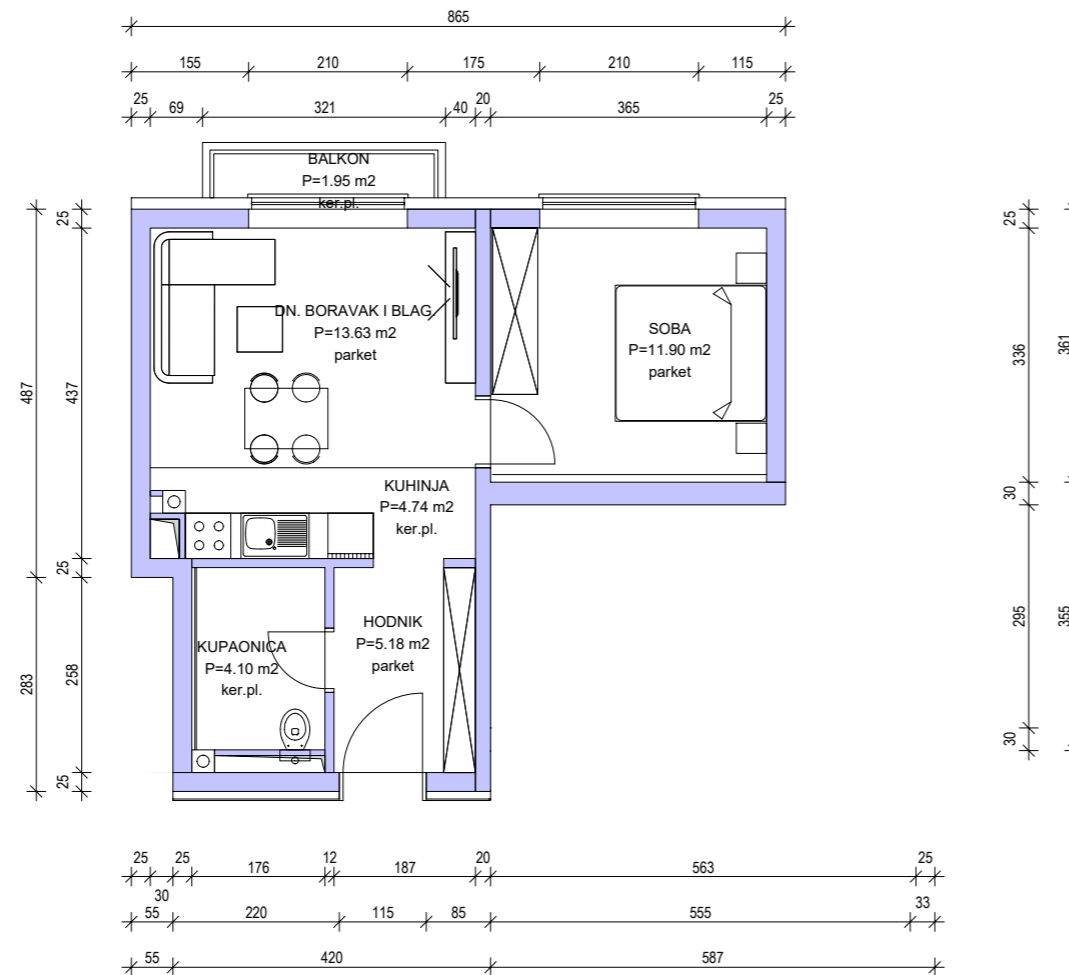 865
155 210 175 210 115
25 69 321 40 20 365 25
BALKON
P=1.95 m2
ker.pl.
25
25
DN. BORAVAK I BLAG.
P=13.63 m2
parket
SOBA
P=11.90 m2
parket
487
437
336
361
KUHINJA
P=4.74 m2
ker.pl.
30
25
HODNIK
P=5.18 m2
parket
KUPAONICA
P=4.10 m2
ker.pl.
283
258
295
355
30
25
25 25 176 12 187 20 563 25
30
55 220 115 85 555 33
55 420 587